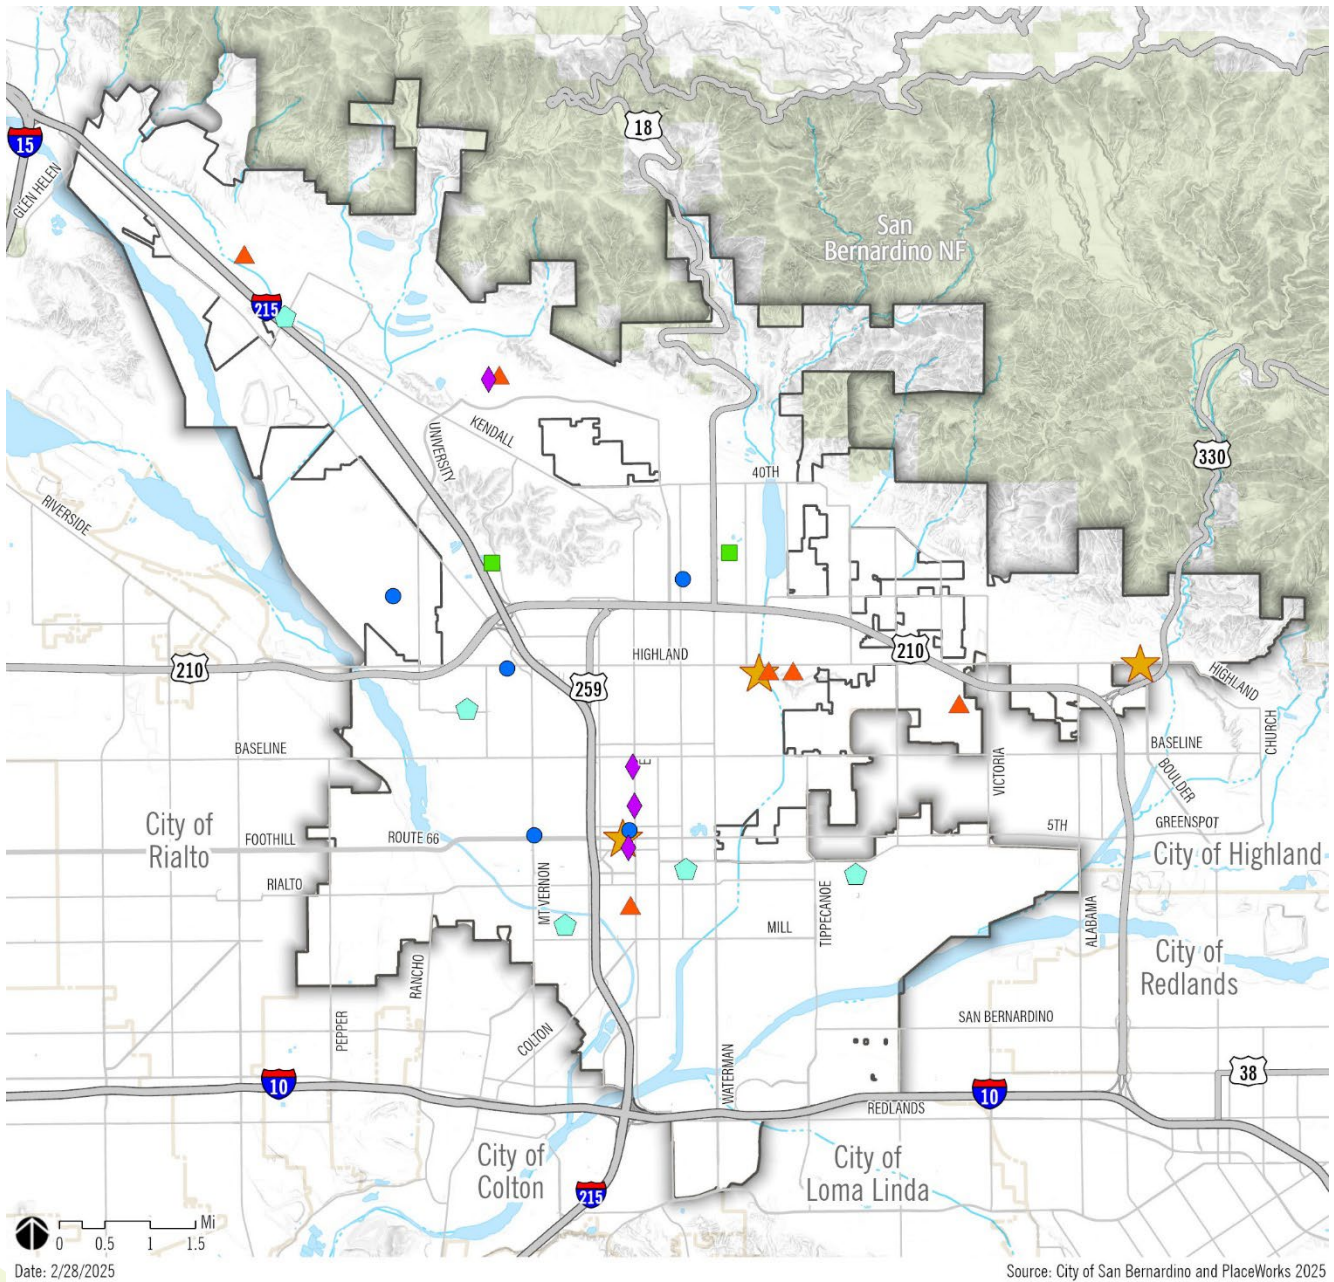 18
15
GLEN HELEN
San
Bernardino NF
215
330
KENDALL
UNIVERSITY
40TH
RIVERSIDE
210
HIGHLAND
210
259
HIGHLAND
BASELINE
E
VICTORIA
BASELINE
CHURCH
BOULDER
City of
Rialto
FOOTHILL
ROUTE 66
5TH
GREENSPOT
City of Highland
RIALTO
MT VERNON
TIPPECANOE
MILL
ALABAMA
City of
Redlands
RANCHO
PEPPER
COLTON
SAN BERNARDINO
WATERMAN
38
10
10
REDLANDS
City of
Colton
City of
Loma Linda
215
Mi
0 0.5 1 1.5
Date: 2/28/2025
Source: City of San Bernardino and PlaceWorks 2025